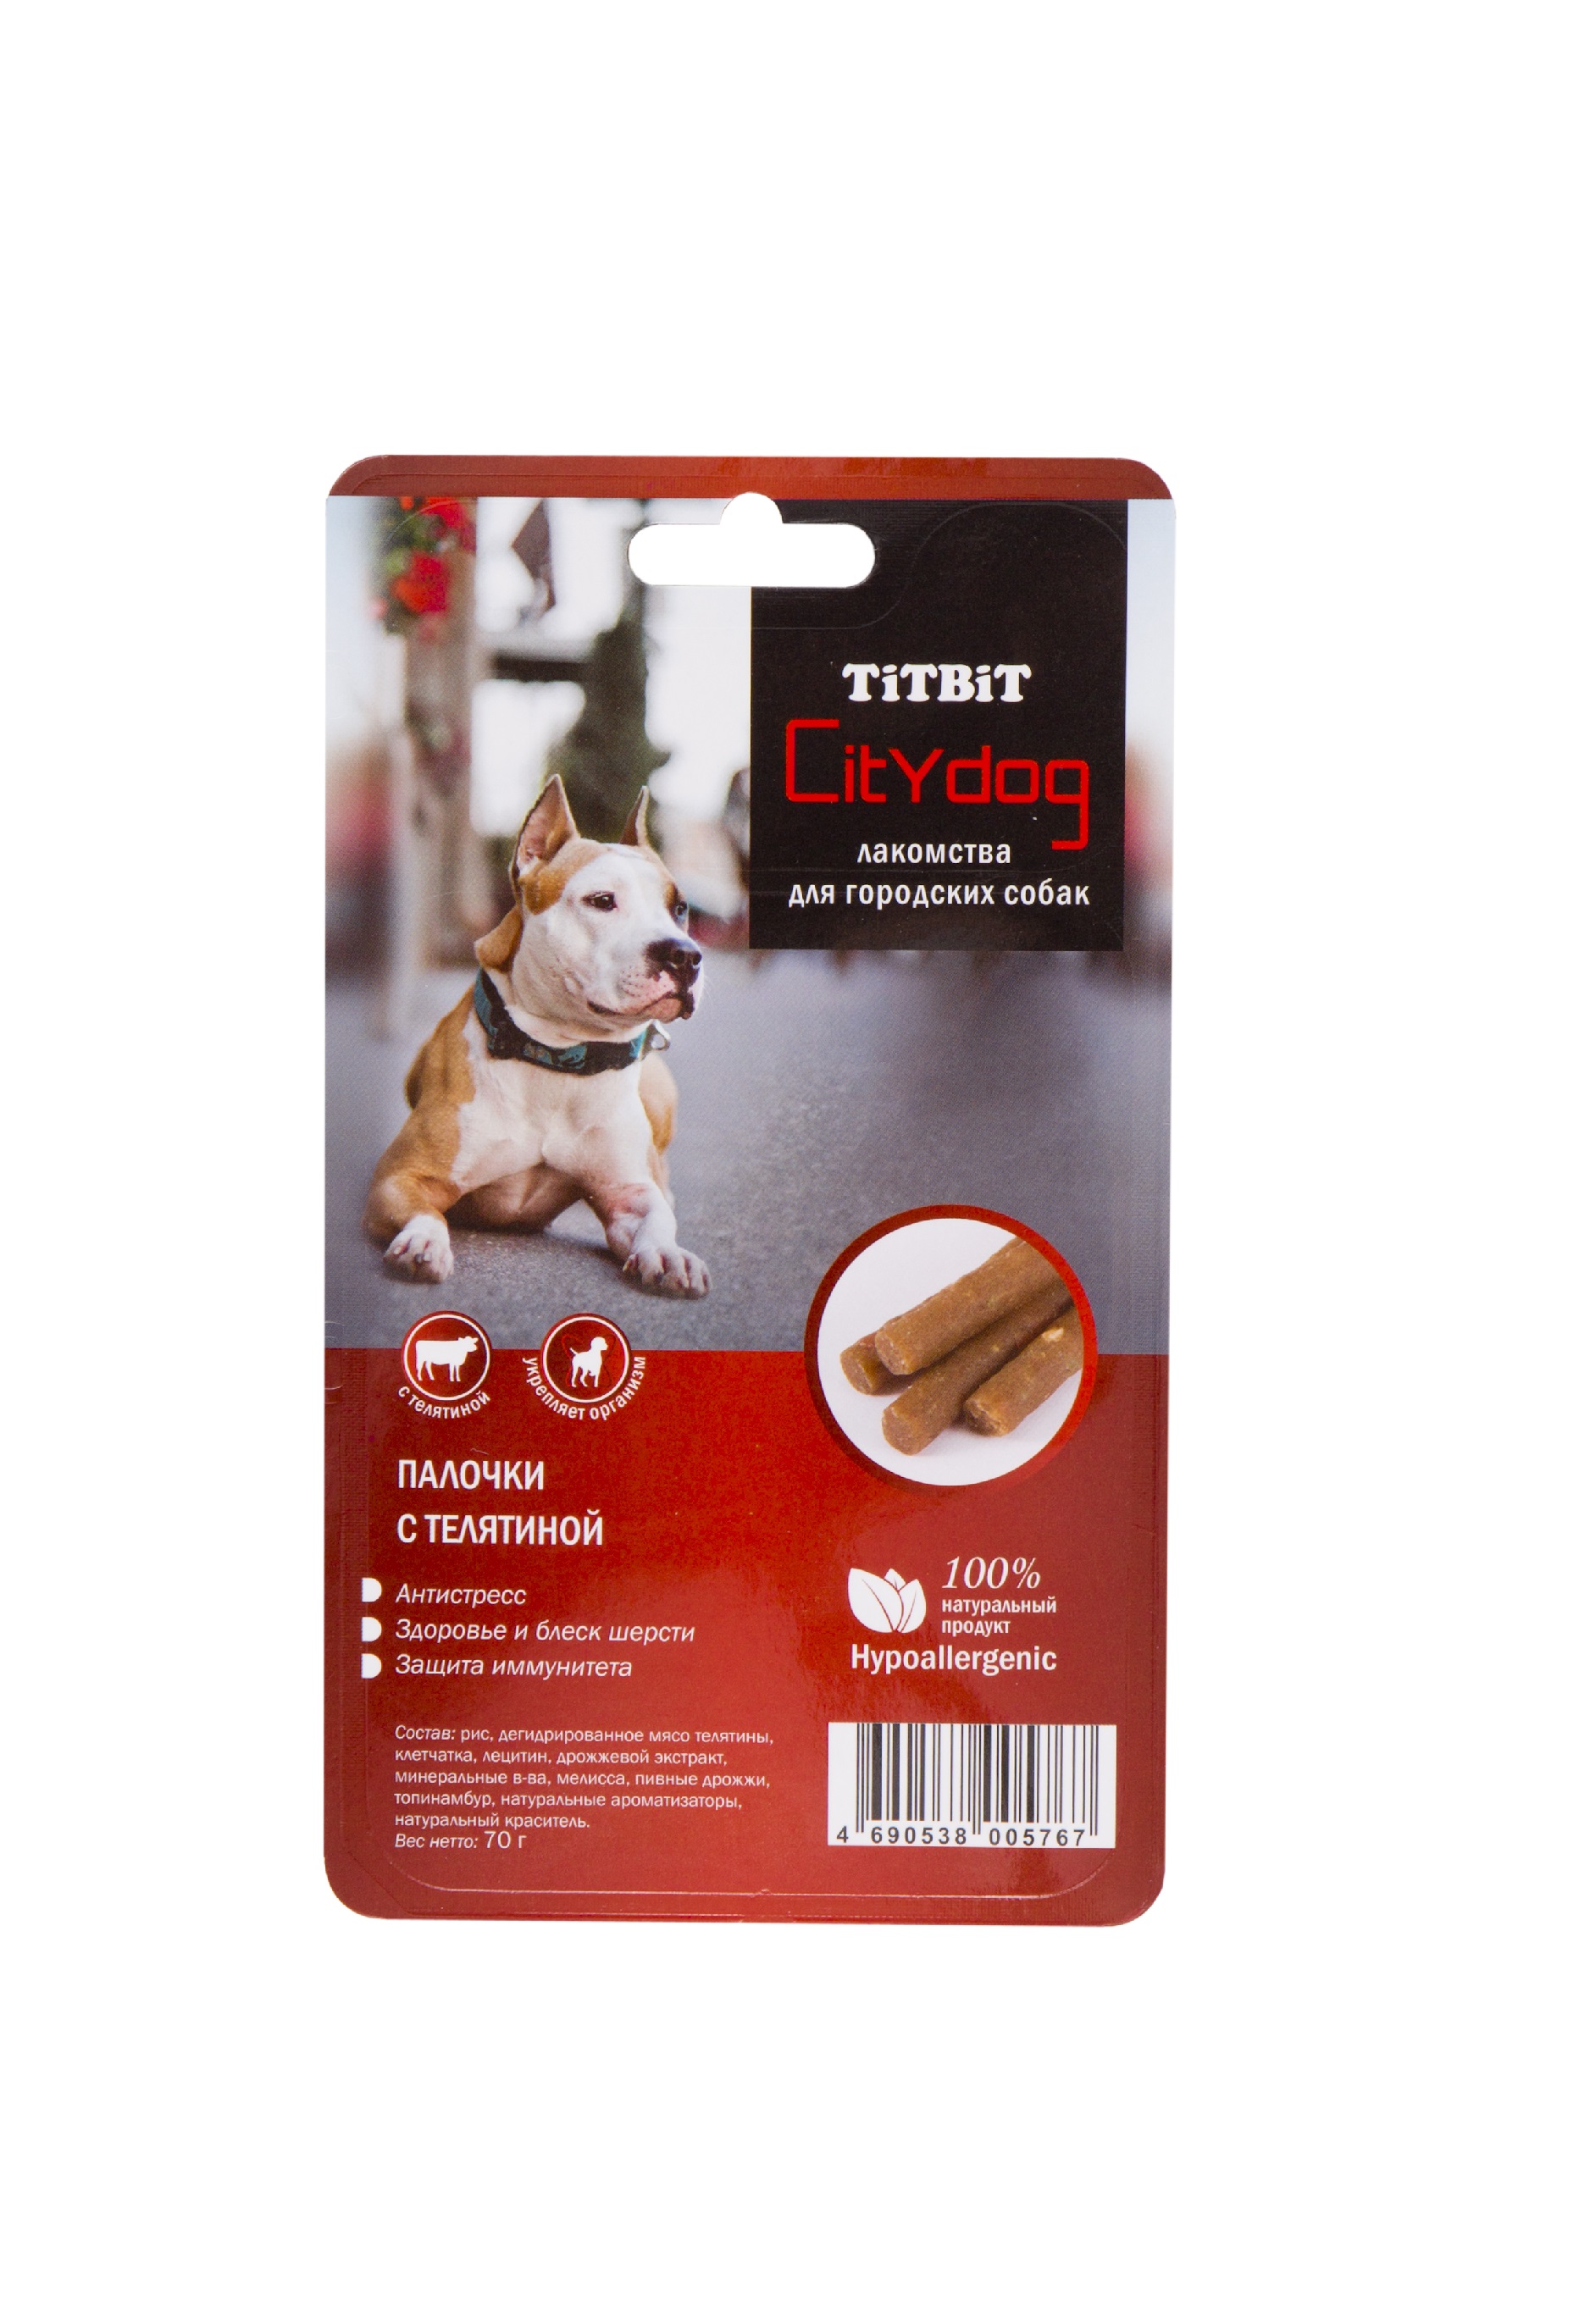 TiTBiT
Citydog
лакомства
для городских собак
с телятиной
укрепляет организм
ПАЛОЧКИ
С ТЕЛЯТИНОЙ
Антистресс
Здоровье и блеск шерсти
Защита иммунитета
100%
натуральный
продукт
Hypoallergenic
Состав: рис, дегидрированное мясо телятины,
клетчатка, лецитин, дрожжевой экстракт,
минеральные в-ва, мелисса, пивные дрожжи,
топинамбур, натуральные ароматизаторы,
натуральный краситель.
Вес нетто: 70 г
4 690538 005767